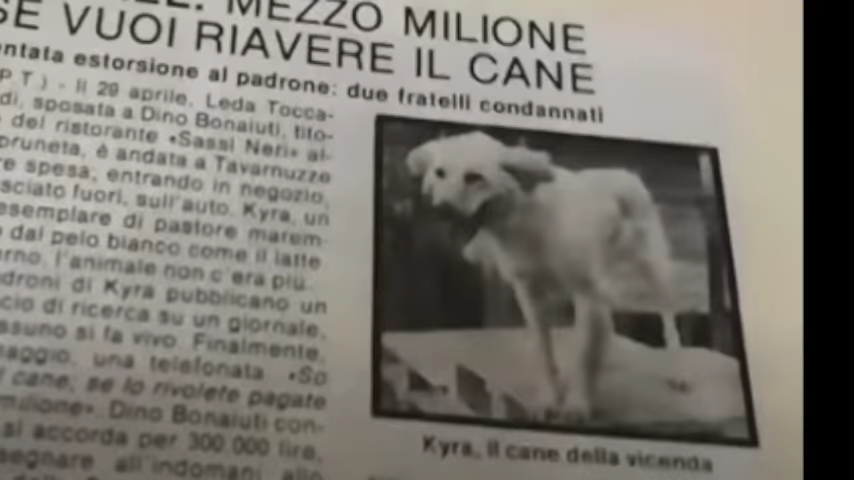 MEZZO MILIONE
SE VUOI RIAVERE IL CANE
entata estorsione al padrone: due fratelli condannati
P.T.) - Il 29 aprile, Leda Tocca-
di, sposata a Dino Bonaiuti, tito-
del ristorante «Sassi Neri» al-
pruneta, è andata a Tavarnuzze
re spesa; entrando in negozio,
sciato fuori, sull'auto, Kyra, un
esemplare di pastore marem-
dal pelo bianco come il latte
rno, l'animale non c'era più.
droni di Kyra pubblicano un
cio di ricerca su un giornale,
ssuno si fa vivo. Finalmente,
maggio, una telefonata «So
l cane; se lo rivolete pagate
milione». Dino Bonaiuti con-
si accorda per 300.000 lire,
segnare all'indomani allo
Kyra, il cane della vicenda